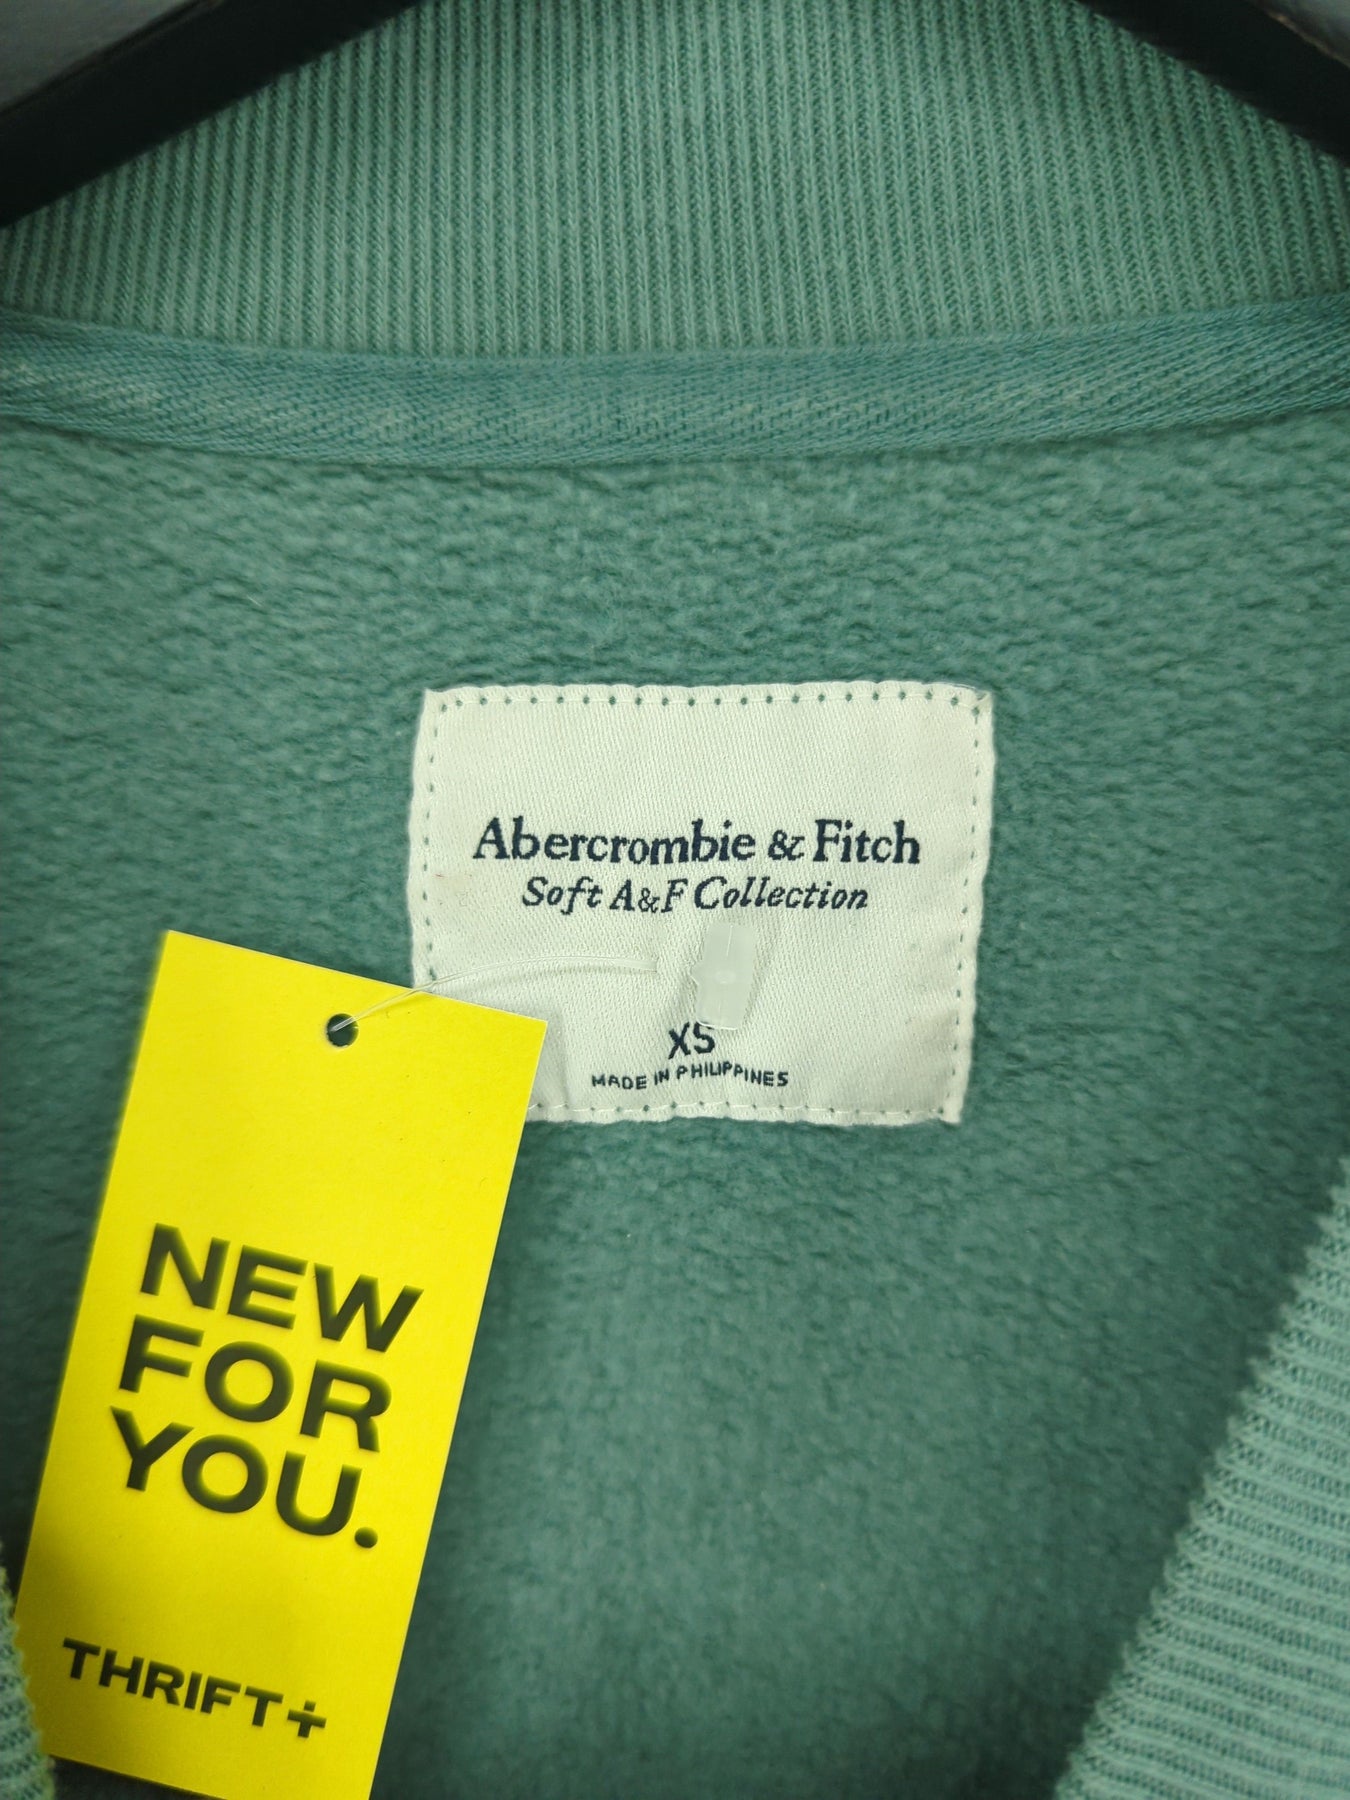 Abercrombie & Fitch
Soft A&F Collection
XS
MADE IN PHILIPPINES
NEW
FOR
YOU.
THRIFT+